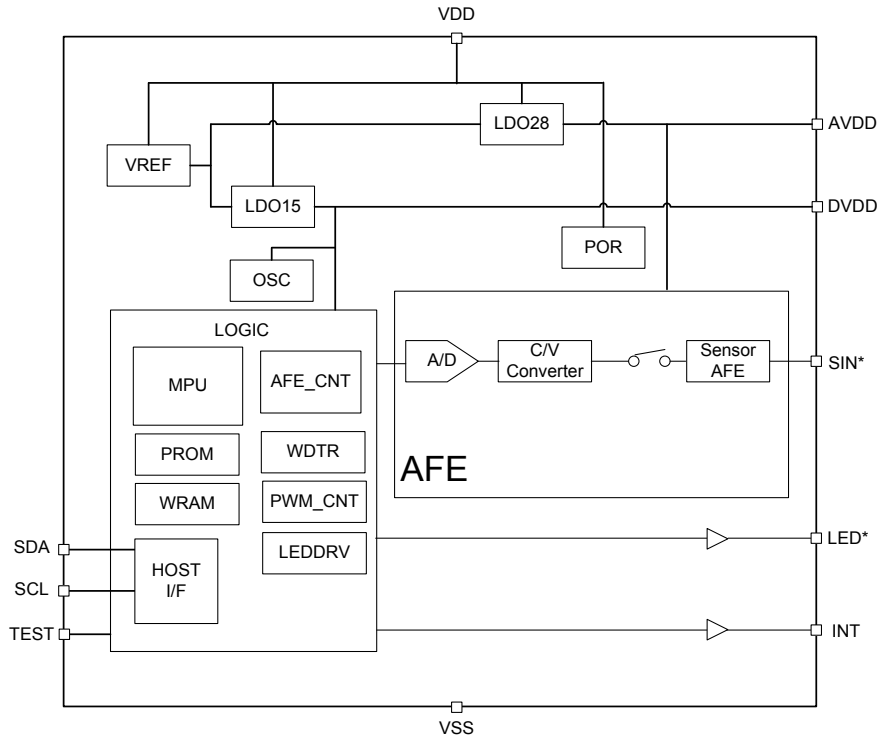 VDD
LDO28
AVDD
VREF
LDO15
DVDD
POR
OSC
LOGIC
MPU
AFE_CNT
A/D
C/V
Converter
Sensor
AFE
SIN*
PROM
WDTR
AFE
WRAM
PWM_CNT
SDA
HOST
I/F
LEDDRV
LED*
SCL
TEST
INT
VSS